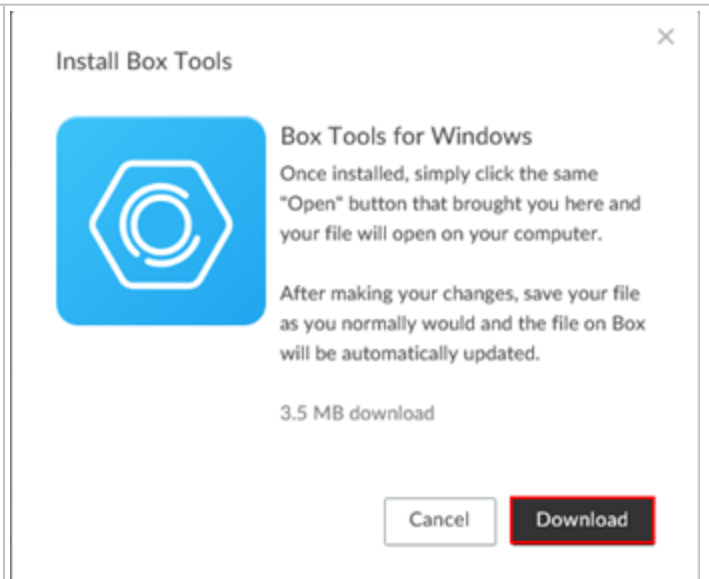 Install Box Tools
Box Tools for Windows
Once installed, simply click the same
"Open" button that brought you here and
your file will open on your computer.
After making your changes, save your file
as you normally would and the file on Box
will be automatically updated.
3.5 MB download
Cancel
Download